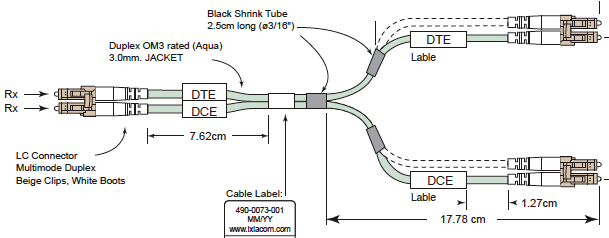 Black Shrink Tube
2.5cm long (ø3/16")
Duplex OM3 rated (Aqua)
3.0mm. JACKET
DTE
Lable
Rx
Rx
DTE
DCE
7.62cm
LC Connector
Multimode Duplex
Beige Clips, White Boots
Cable Label:
490-0073-001
MM/YY
www.ixiacom.com
DCE
Lable
1.27cm
17.78 cm